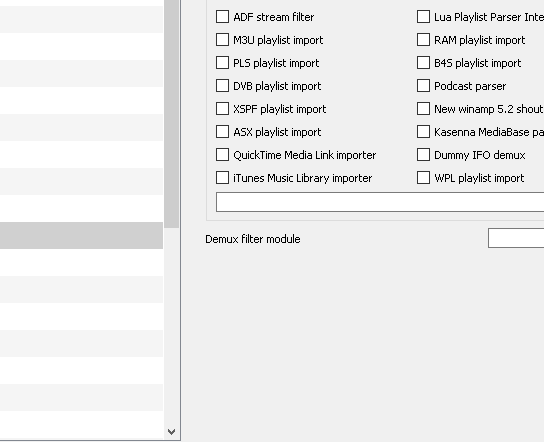 ADF stream filter
Lua Playlist Parser Inte
M3U playlist import
RAM playlist import
PLS playlist import
B4S playlist import
DVB playlist import
Podcast parser
XSPF playlist import
New winamp 5.2 shout
ASX playlist import
Kasenna MediaBase pa
QuickTime Media Link importer
Dummy IFO demux
iTunes Music Library importer
WPL playlist import
Demux filter module